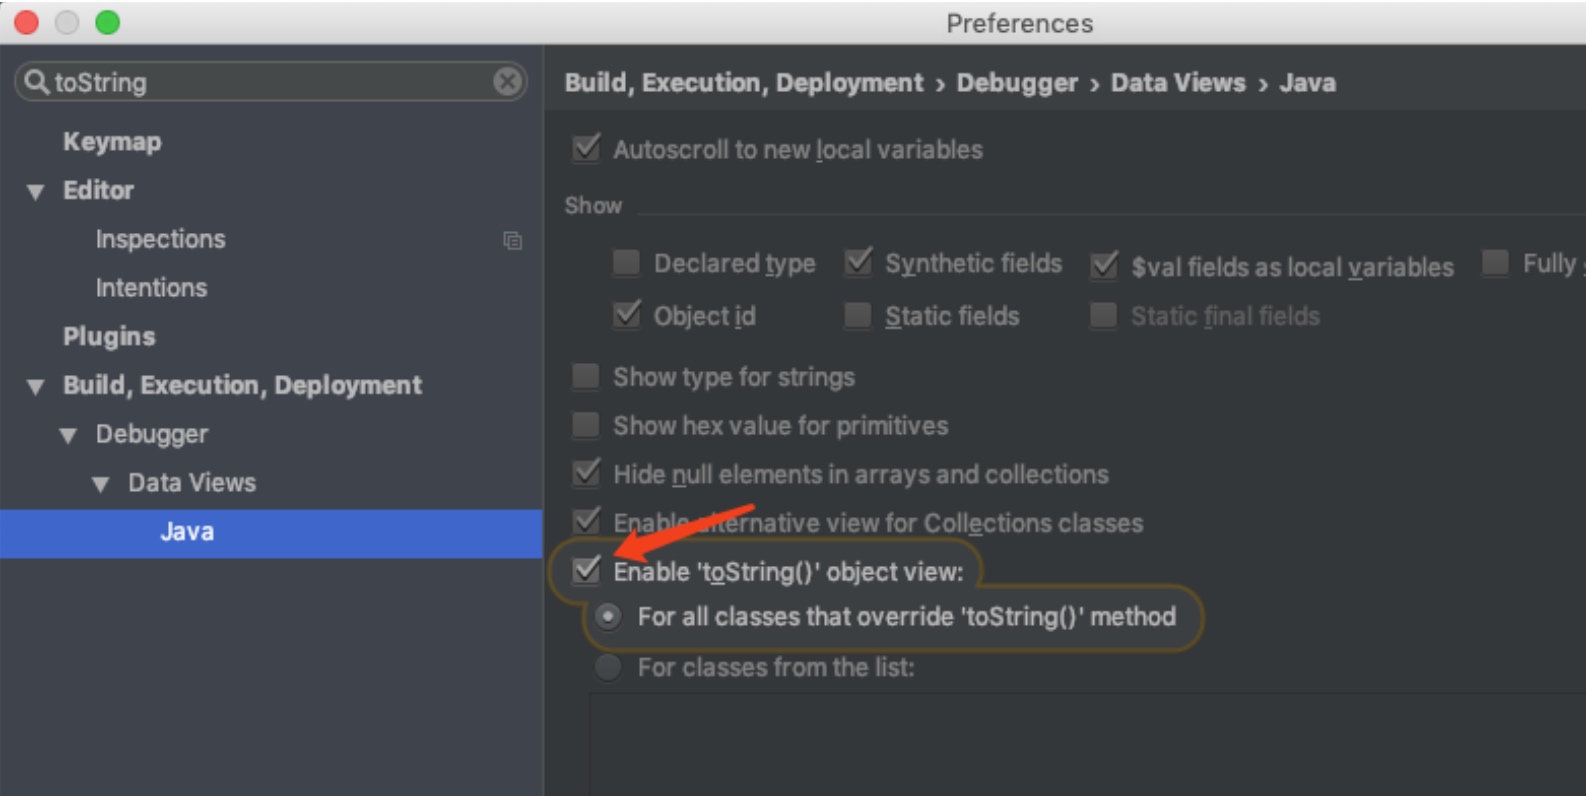 Preferences
toString
Keymap
Editor
Inspections
Intentions
Plugins
Build, Execution, Deployment
Debugger
Data Views
Java
Build, Execution, Deployment › Debugger › Data Views › Java
Autoscroll to new local variables
Show
Declared type Synthetic fields $val fields as local variables Fully
Object id Static fields Static final fields
Show type for strings
Show hex value for primitives
Hide null elements in arrays and collections
Enable alternative view for Collections classes
Enable 'toString()' object view:
For all classes that override 'toString()' method
For classes from the list: